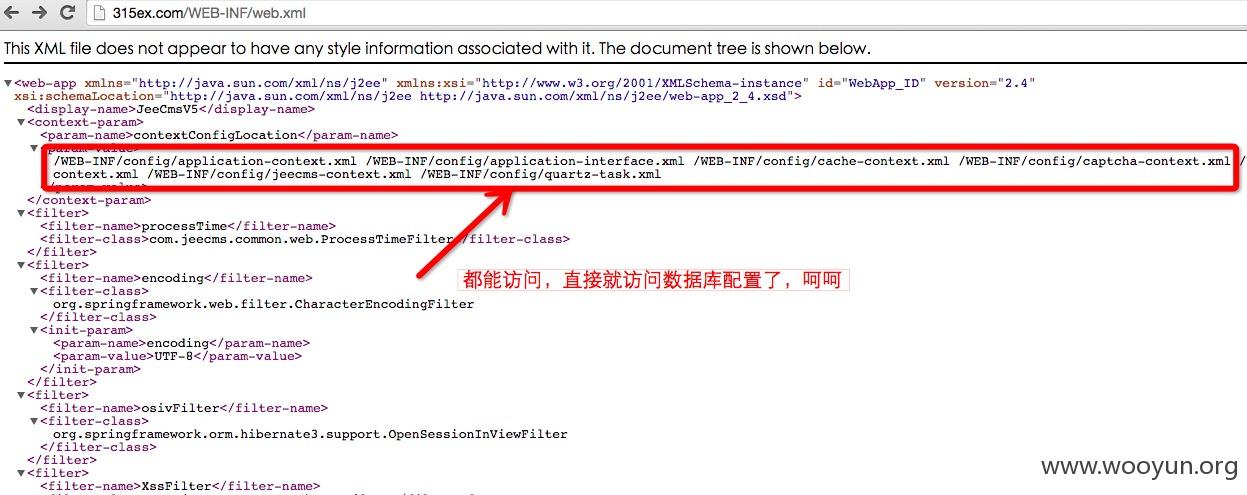 315ex.com/WEB-INF/web.xml
This XML file does not appear to have any style information associated with it. The document tree is shown below.
▼<web-app xmlns="http://java.sun.com/xml/ns/j2ee" xmlns:xsi="http://www.w3.org/2001/XMLSchema-instance" id="WebApp_ID" version="2.4"
xsi:schemaLocation="http://java.sun.com/xml/ns/j2ee http://java.sun.com/xml/ns/j2ee/web-app_2_4.xsd">
<display-name>JeeCmsV5</display-name>
▼<context-param>
<param-name>contextConfigLocation</param-name>
▼<param-value>
/WEB-INF/config/application-context.xml /WEB-INF/config/application-interface.xml /WEB-INF/config/cache-context.xml /WEB-INF/config/captcha-context.xml /
context.xml /WEB-INF/config/jeecms-context.xml /WEB-INF/config/quartz-task.xml
</param-value>
</context-param>
▼<filter>
<filter-name>processTime</filter-name>
<filter-class>com.jeecms.common.web.ProcessTimeFilter</filter-class>
</filter>
▼<filter>
<filter-name>encoding</filter-name>
▼<filter-class>
org.springframework.web.filter.CharacterEncodingFilter
</filter-class>
▼<init-param>
<param-name>encoding</param-name>
<param-value>UTF-8</param-value>
</init-param>
</filter>
▼<filter>
<filter-name>osivFilter</filter-name>
▼<filter-class>
org.springframework.orm.hibernate3.support.OpenSessionInViewFilter
</filter-class>
</filter>
▼<filter>
<filter-name>XssFilter</filter-name>
都能访问，直接就访问数据库配置了，呵呵
www.wooyun.org